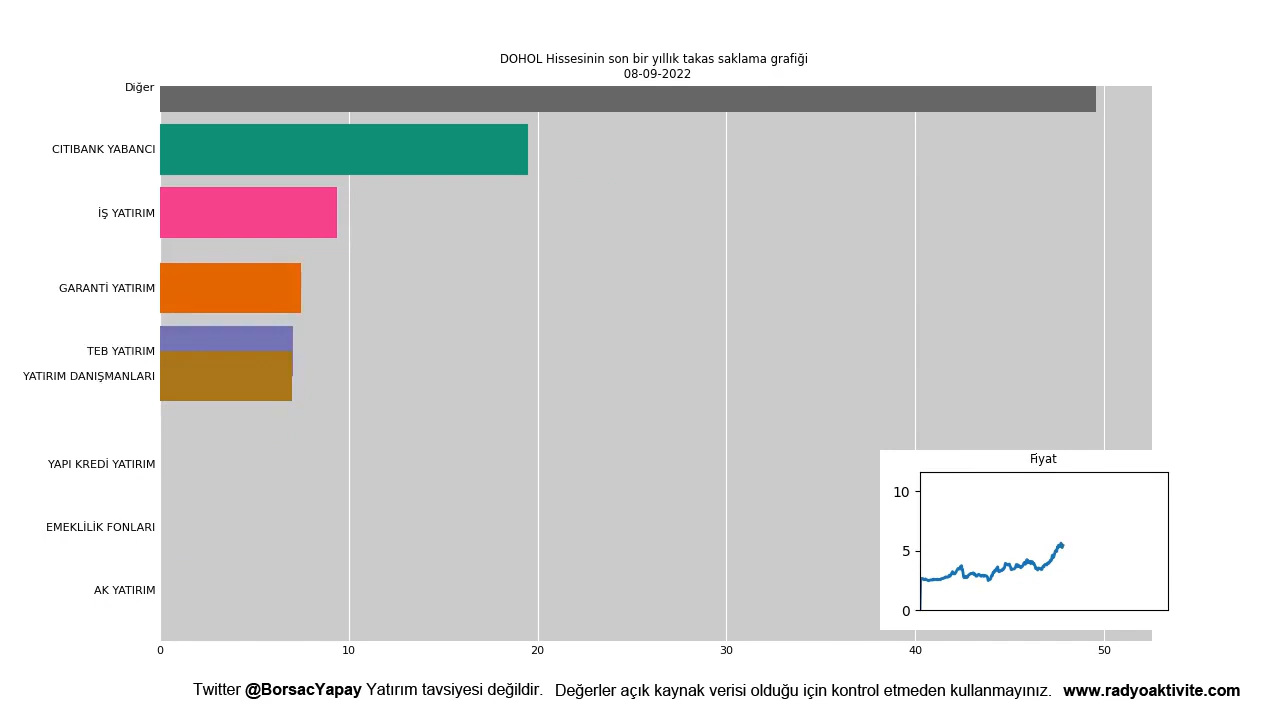 DOHOL Hissesinin son bir yıllık takas saklama grafiği
08-09-2022
Diğer
CITIBANK YABANCI
İŞ YATIRIM
GARANTİ YATIRIM
TEB YATIRIM
YATIRIM DANIŞMANLARI
YAPI KREDİ YATIRIM
EMEKLİLİK FONLARI
AK YATIRIM
Fiyat
10
5
0
0 10 20 30 40 50
Twitter @BorsacYapay Yatırım tavsiyesi değildir. Değerler açık kaynak verisi olduğu için kontrol etmeden kullanmayınız. www.radyoaktivite.com